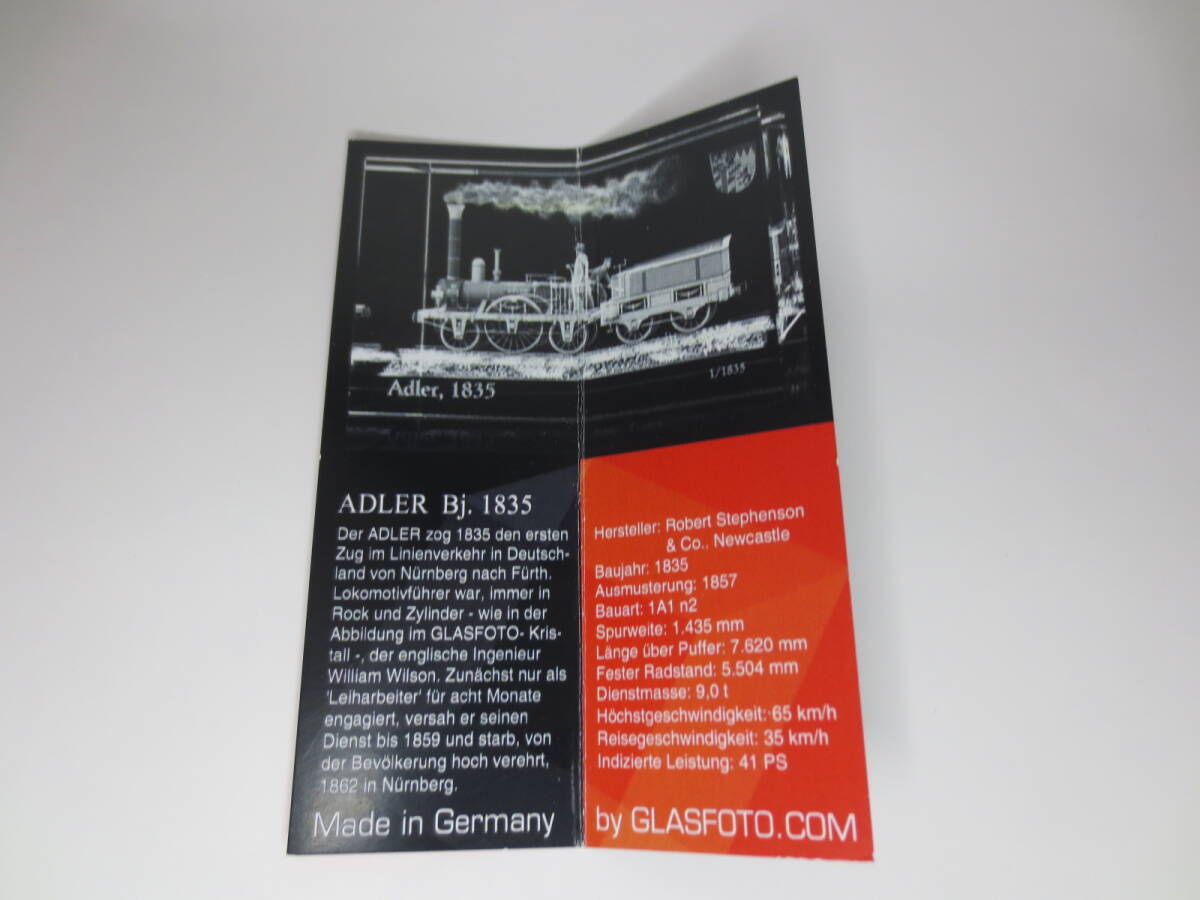 Adler, 1835
1/1835
ADLER Bj. 1835
Der ADLER zog 1835 den ersten
Zug im Linienverkehr in Deutsch-
land von Nürnberg nach Fürth.
Lokomotivführer war, immer in
Rock und Zylinder - wie in der
Abbildung im GLASFOTO- Kris-
tall -, der englische Ingenieur
William Wilson. Zunächst nur als
'Leiharbeiter' für acht Monate
engagiert, versah er seinen
Dienst bis 1859 und starb, von
der Bevölkerung hoch verehrt,
1862 in Nürnberg.
Made in Germany
Hersteller: Robert Stephenson
& Co., Newcastle
Baujahr: 1835
Ausmusterung: 1857
Bauart: 1A1 n2
Spurweite: 1.435 mm
Länge über Puffer: 7.620 mm
Fester Radstand: 5.504 mm
Dienstmasse: 9,0 t
Höchstgeschwindigkeit: 65 km/h
Reisegeschwindigkeit: 35 km/h
Indizierte Leistung: 41 PS
by GLASFOTO.COM